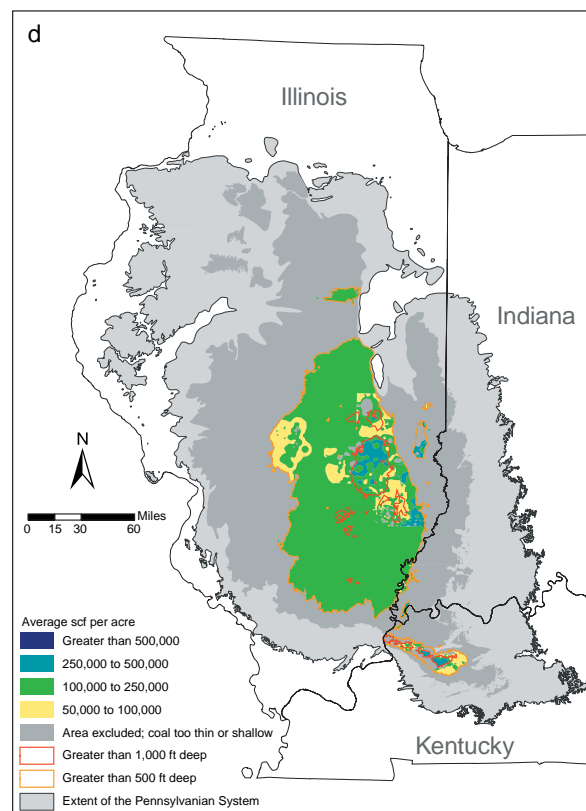 d
Illinois
Indiana
N
Miles
0 15 30 60
Average scf per acre
Greater than 500,000
250,000 to 500,000
100,000 to 250,000
50,000 to 100,000
Area excluded; coal too thin or shallow
Greater than 1,000 ft deep
Greater than 500 ft deep
Extent of the Pennsylvanian System
Kentucky